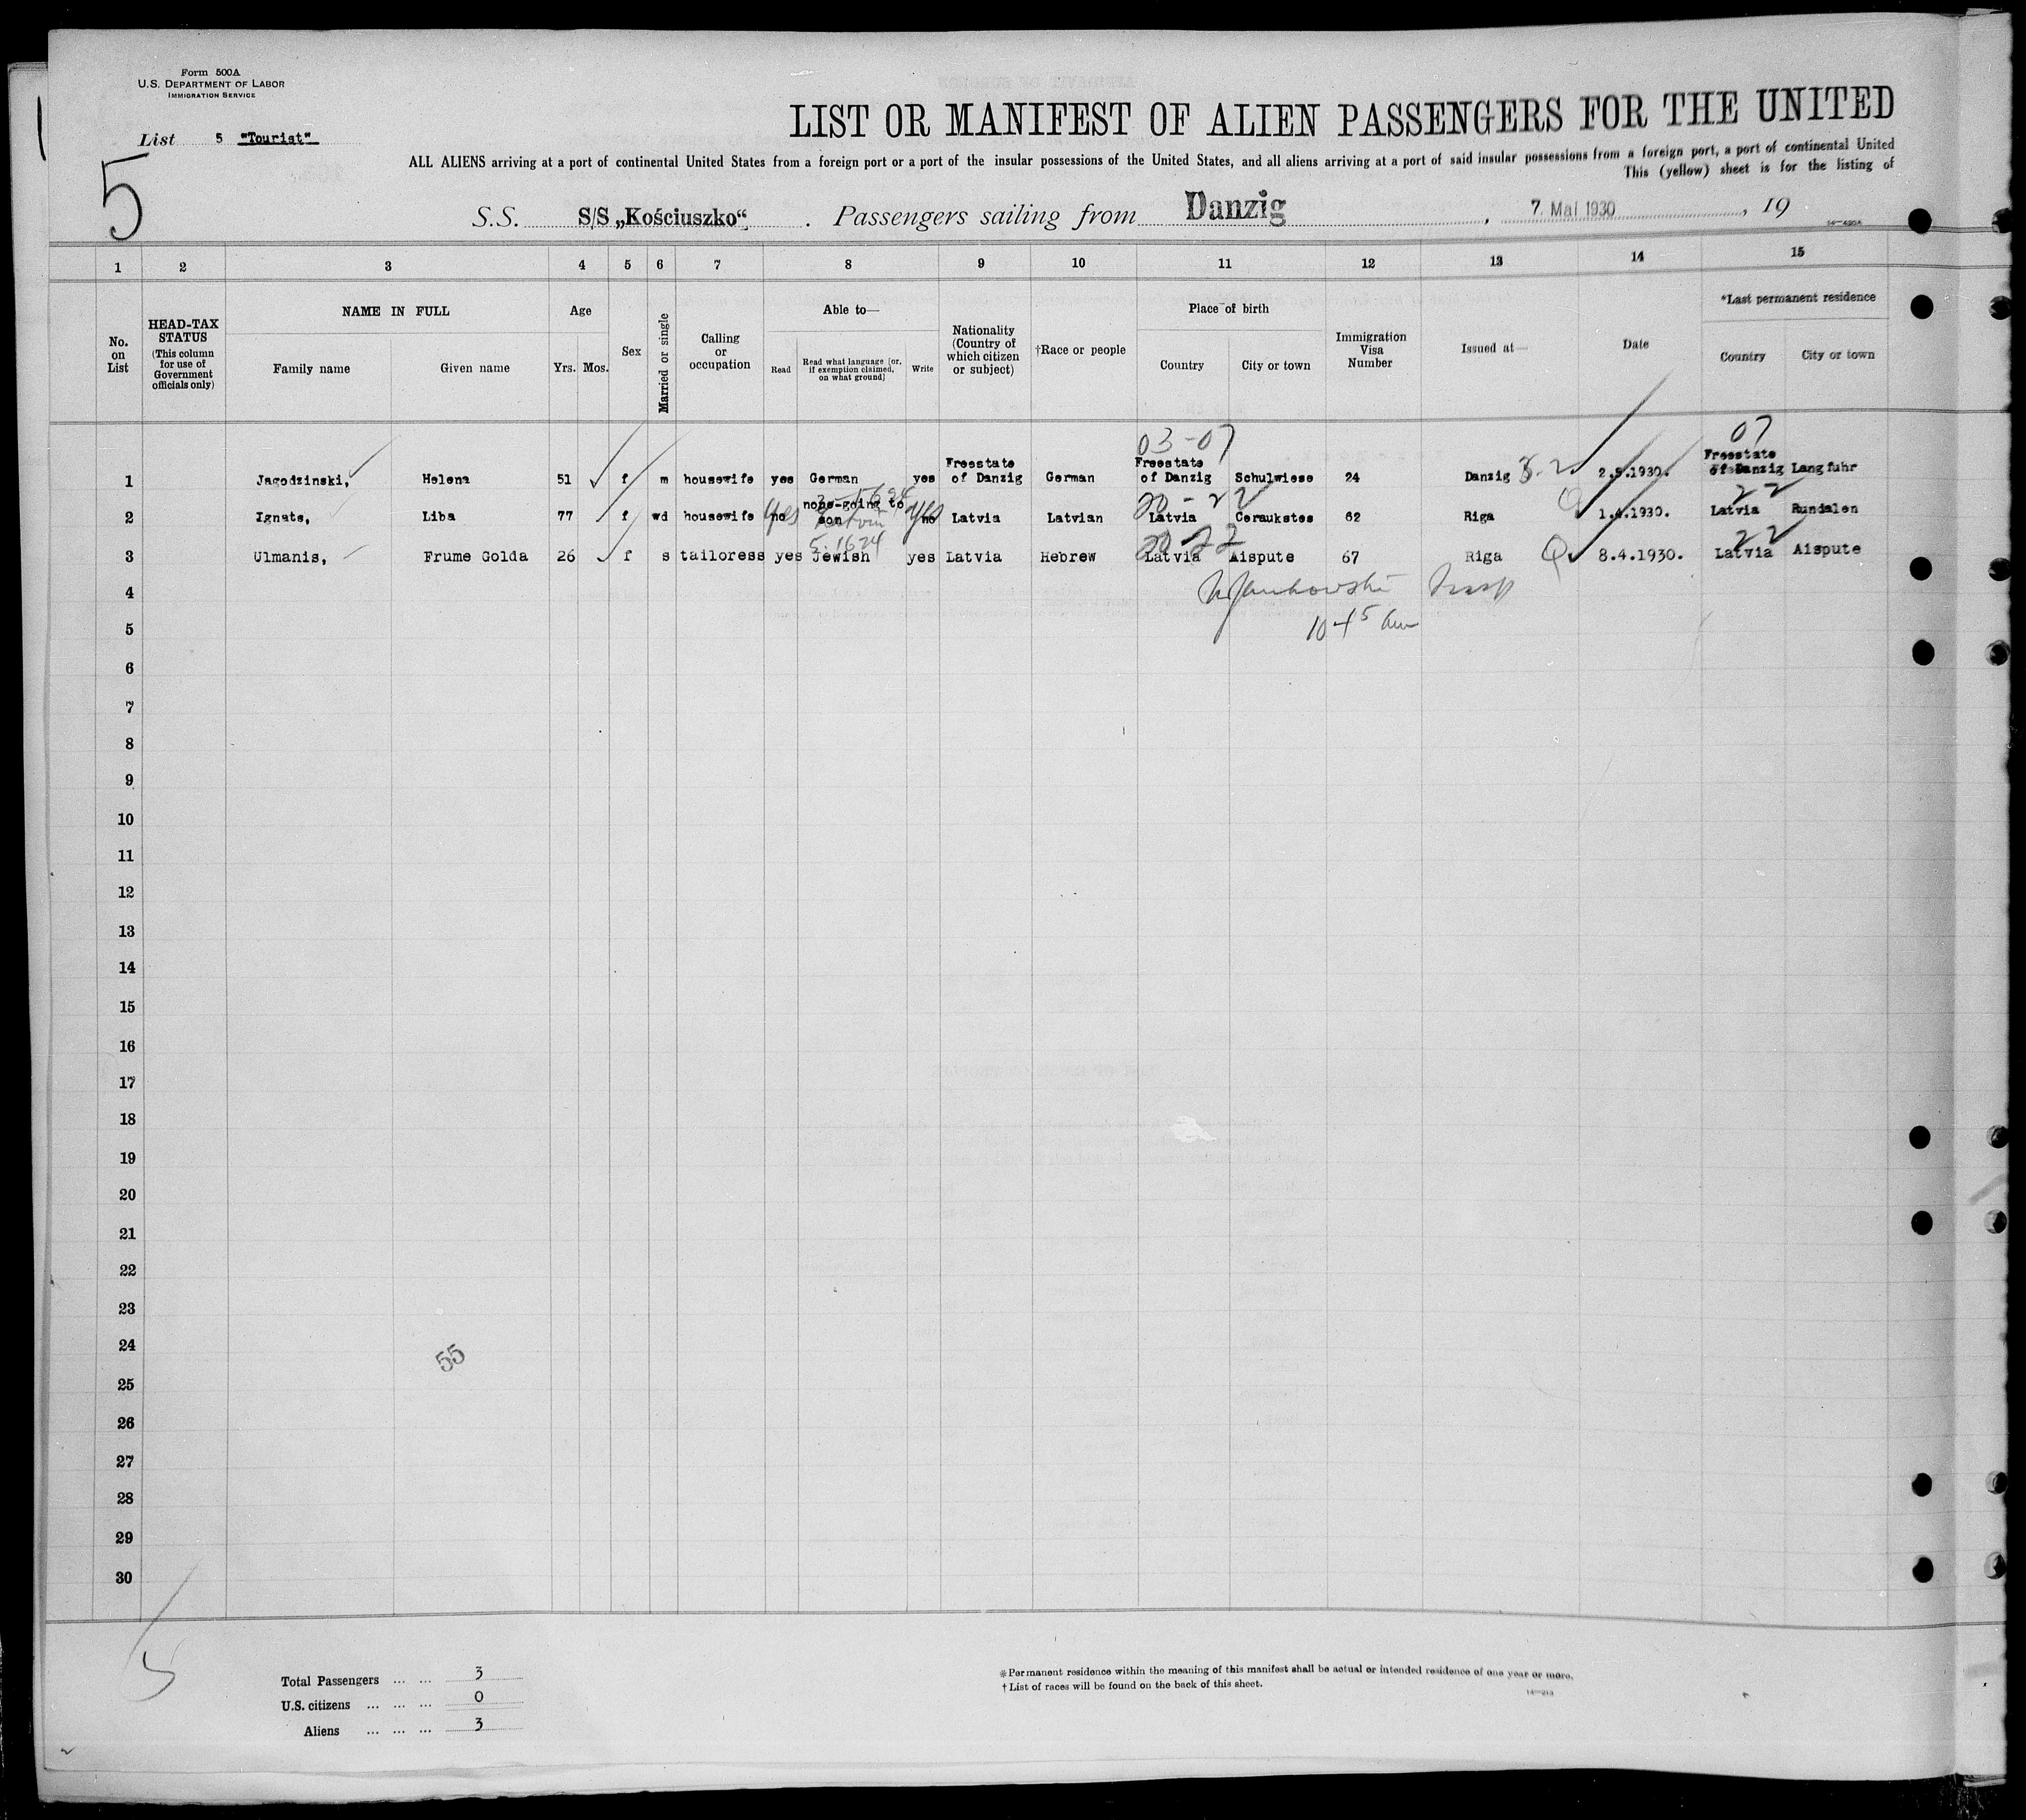 Form 500A
U.S. DEPARTMENT OF LABOR
IMMIGRATION SERVICE
List 5 "Tourist"
5
LIST OR MANIFEST OF ALIEN PASSENGERS FOR THE UNITED
ALL ALIENS arriving at a port of continental United States from a foreign port or a port of the insular possessions of the United States, and all aliens arriving at a port of said insular possessions from a foreign port, a port of continental United
This (yellow) sheet is for the listing of
S.S. S/S „Kościuszko“. Passengers sailing from Danzig, 7. Mai 1930, 19
1 2 3 4 5 6 7 8 9 10 11 12 13 14 15
No. on List
HEAD-TAX STATUS (This column for use of Government officials only)
NAME IN FULL
Family name Given name
Age
Yrs. Mos.
Sex
Married or single
Calling or occupation
Able to—
Read
Read what language [or, if exemption claimed, on what ground]
Write
Nationality (Country of which citizen or subject)
†Race or people
Place of birth
Country City or town
Immigration Visa Number
Issued at—
Date
*Last permanent residence
Country City or town
03-07 07
1 Jagodzinski, Helena 51 f m housewife yes German yes Freestate of Danzig German Freestate of Danzig Schulwiese 24 Danzig 2.5.1930. Freestate of Danzig Langfuhr
20-22 22
2 Ignats, Liba 77 f wd housewife no yes none-going to son no yes Latvia Latvian Latvia Ceraukstes 62 Riga 1.4.1930. Latvia Rundalen
5.1624 20 22 22
3 Ulmanis, Frume Golda 26 f s tailoress yes Jewish yes Latvia Hebrew Latvia Aispute 67 Riga 8.4.1930. Latvia Aispute
4
5
6
7
8
9
10
11
12
13
14
15
16
17
18
19
20
21
22
23
24
55
25
26
27
28
29
30
Total Passengers ... ... 3
U.S. citizens ... ... ... 0
Aliens ... ... ... 3
*Permanent residence within the meaning of this manifest shall be actual or intended residence of one year or more.
†List of races will be found on the back of this sheet.